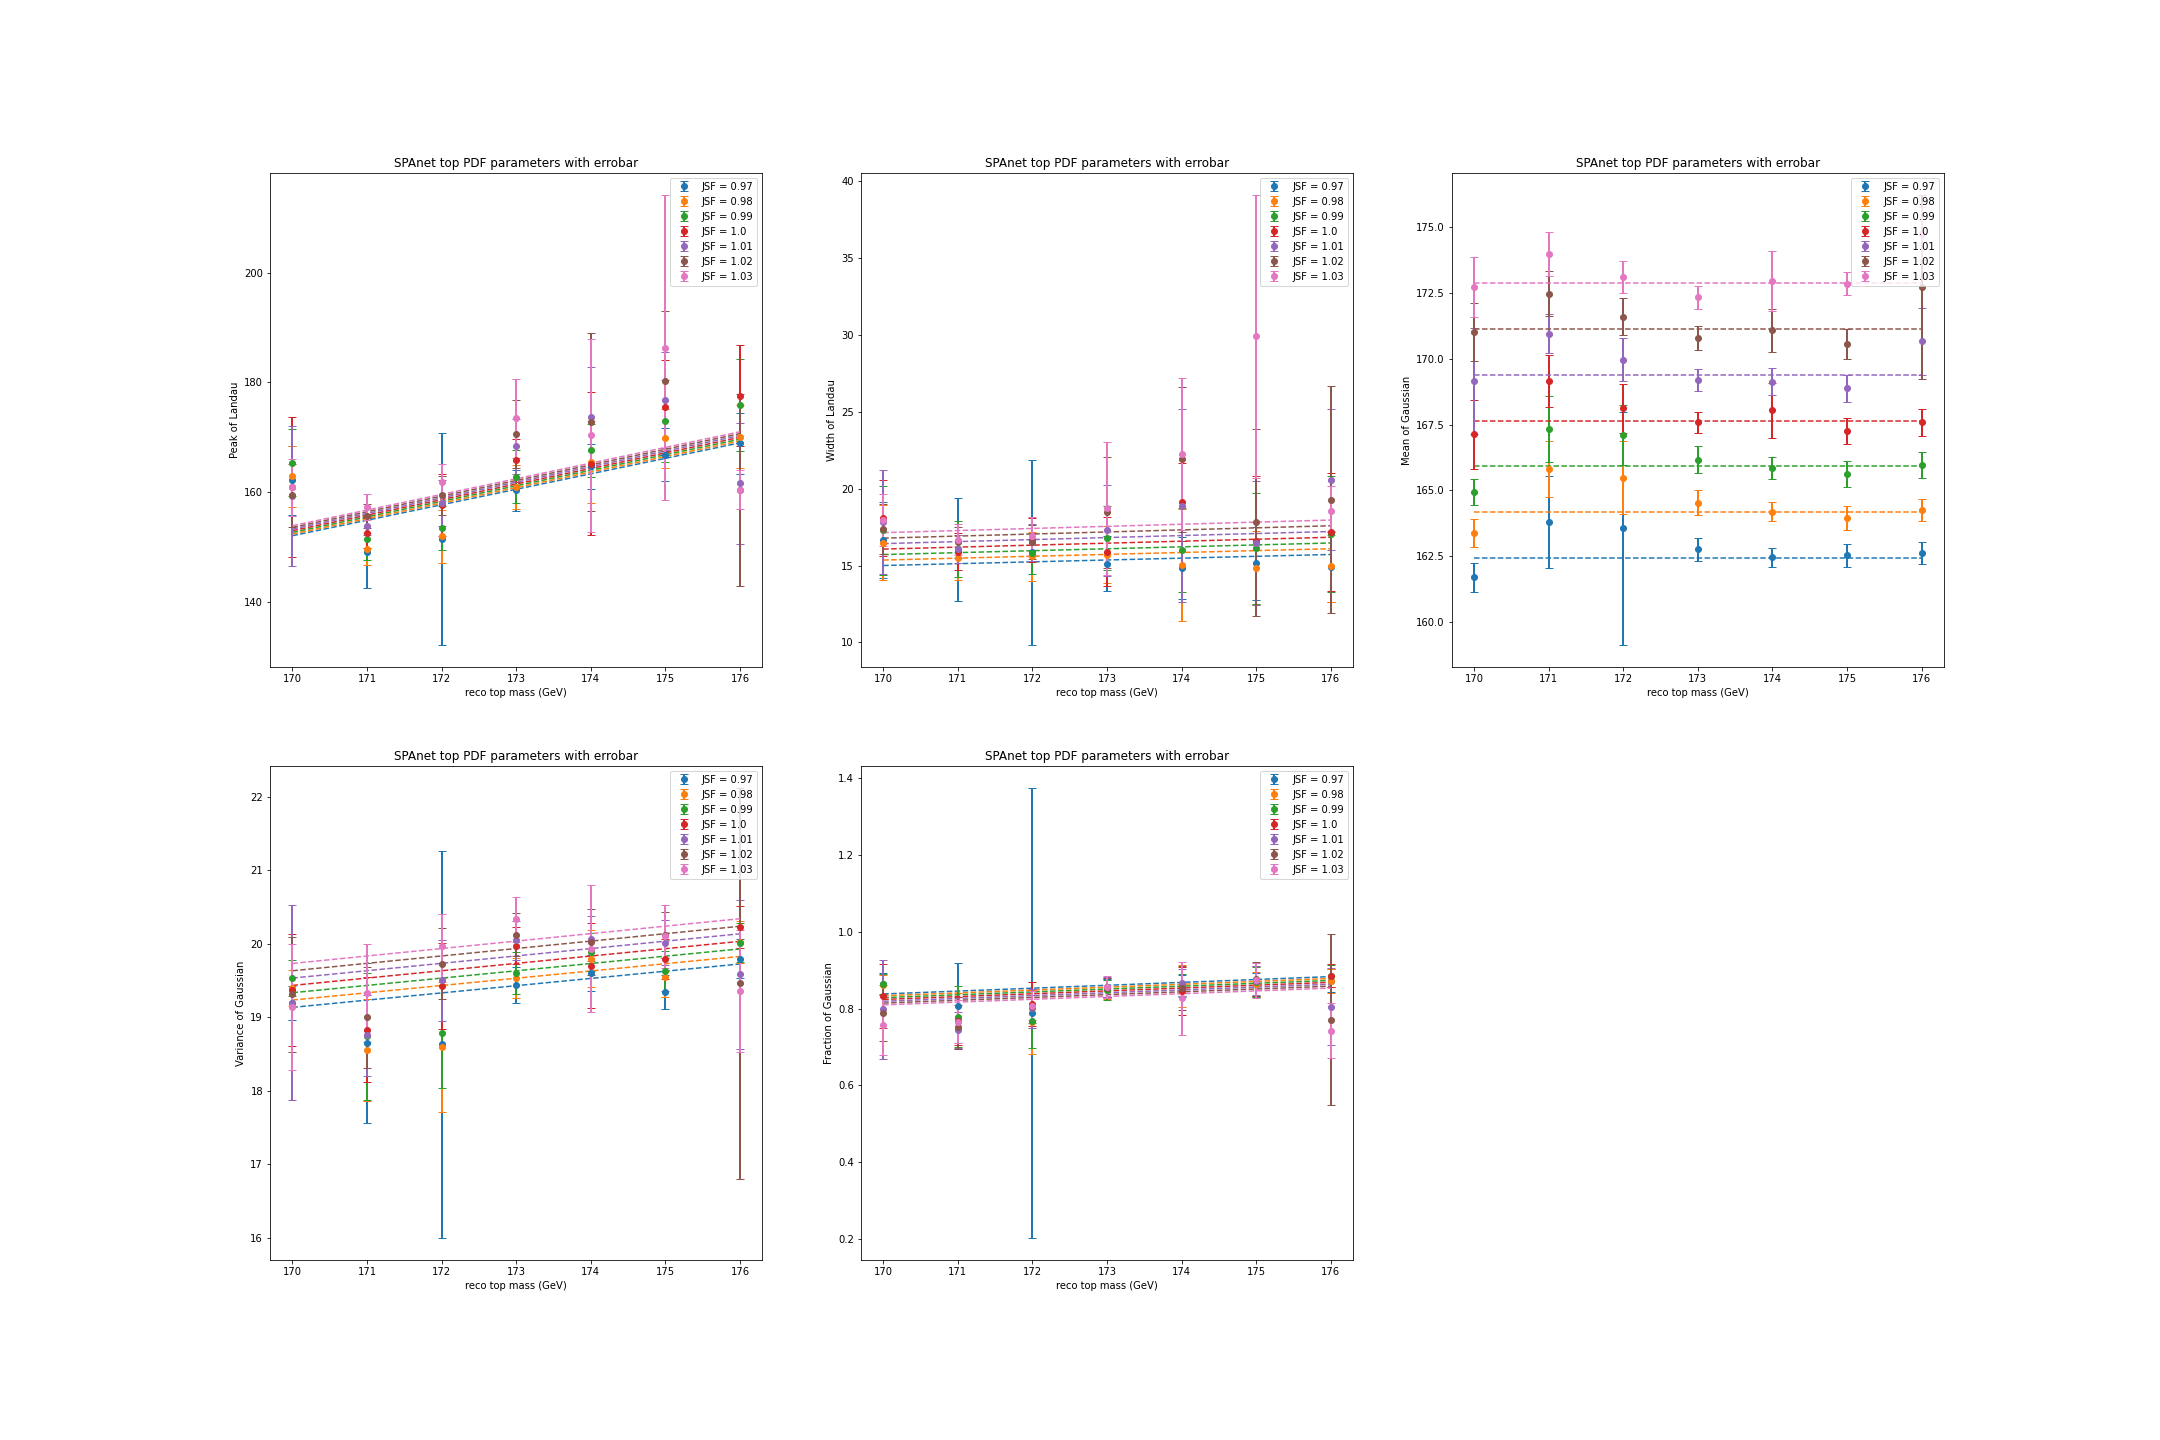 SPAnet top PDF parameters with errobar
JSF = 0.97
JSF = 0.98
JSF = 0.99
JSF = 1.0
JSF = 1.01
JSF = 1.02
JSF = 1.03
200
180
160
140
Peak of Landau
170 171 172 173 174 175 176
reco top mass (GeV)
SPAnet top PDF parameters with errobar
JSF = 0.97
JSF = 0.98
JSF = 0.99
JSF = 1.0
JSF = 1.01
JSF = 1.02
JSF = 1.03
40
35
30
25
20
15
10
Width of Landau
170 171 172 173 174 175 176
reco top mass (GeV)
SPAnet top PDF parameters with errobar
JSF = 0.97
JSF = 0.98
JSF = 0.99
JSF = 1.0
JSF = 1.01
JSF = 1.02
JSF = 1.03
175.0
172.5
170.0
167.5
165.0
162.5
160.0
Mean of Gaussian
170 171 172 173 174 175 176
reco top mass (GeV)
SPAnet top PDF parameters with errobar
JSF = 0.97
JSF = 0.98
JSF = 0.99
JSF = 1.0
JSF = 1.01
JSF = 1.02
JSF = 1.03
22
21
20
19
18
17
16
Variance of Gaussian
170 171 172 173 174 175 176
reco top mass (GeV)
SPAnet top PDF parameters with errobar
JSF = 0.97
JSF = 0.98
JSF = 0.99
JSF = 1.0
JSF = 1.01
JSF = 1.02
JSF = 1.03
1.4
1.2
1.0
0.8
0.6
0.4
0.2
Fraction of Gaussian
170 171 172 173 174 175 176
reco top mass (GeV)